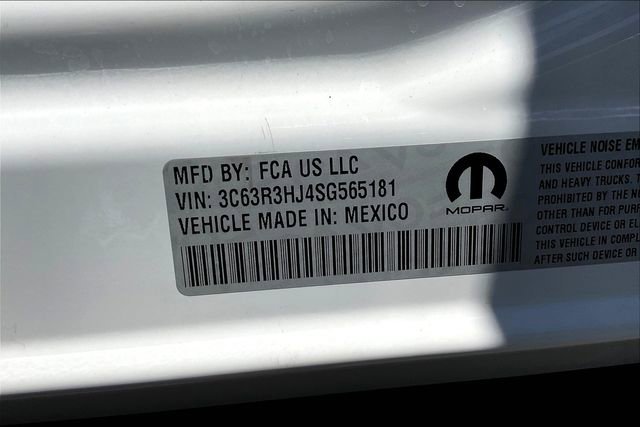 MFD BY: FCA US LLC
VIN: 3C63R3HJ4SG565181
VEHICLE MADE IN: MEXICO
MOPAR
VEHICLE NOISE EM
THIS VEHICLE CONFOR
AND HEAVY TRUCKS. T
PROHIBITED BY THE N
OTHER THAN FOR PURP
CONTROL DEVICE OR EL
THIS VEHICLE IN COMPL
AFTER SUCH DEVICE OR